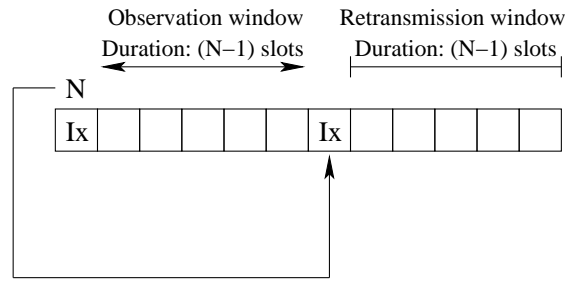 Observation window
Duration: (N–1) slots
Retransmission window
Duration: (N–1) slots
N
Ix
Ix